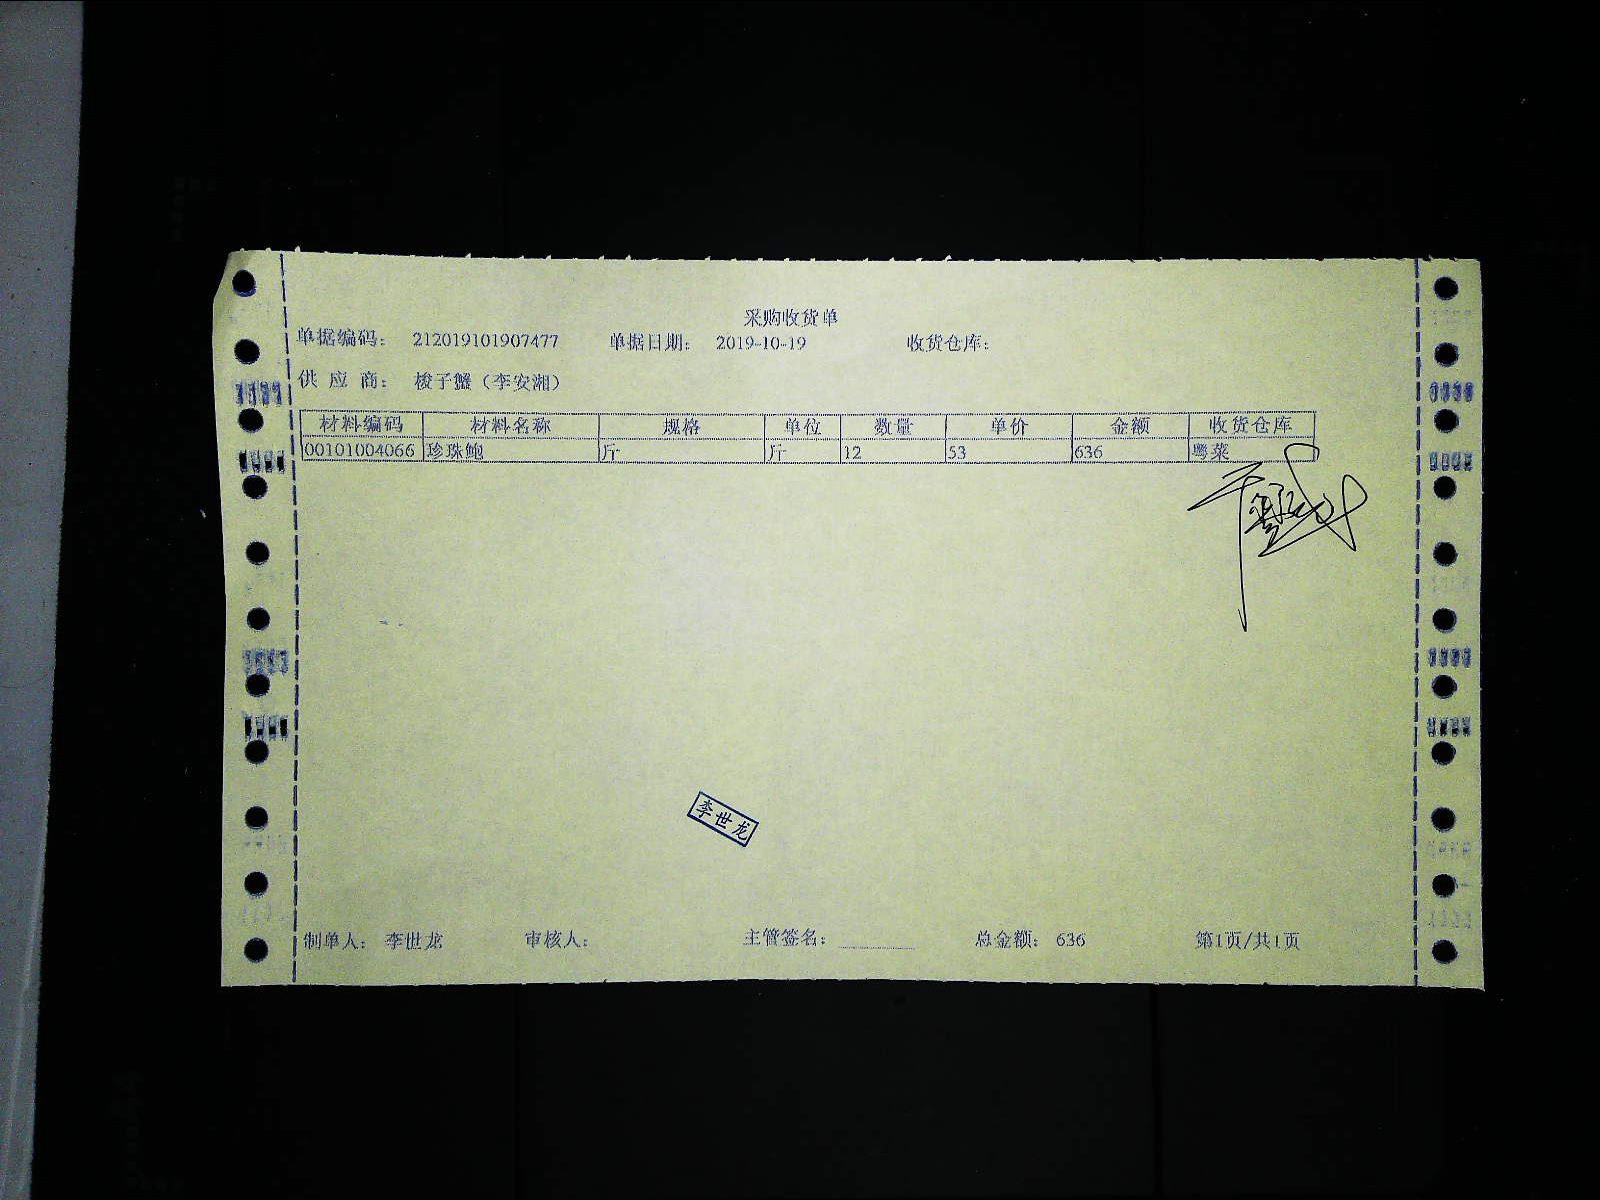 采购收货单
单据编码： 212019101907477 单据日期： 2019-10-19 收货仓库：
供 应 商： 梭子蟹（李安湘）
材料编码 材料名称 规格 单位 数量 单价 金额 收货仓库
00101004066 珍珠鲍 斤 斤 12 53 636 粤菜
李世龙
制单人： 李世龙 审核人： 主管签名： 总金额： 636 第1页/共1页